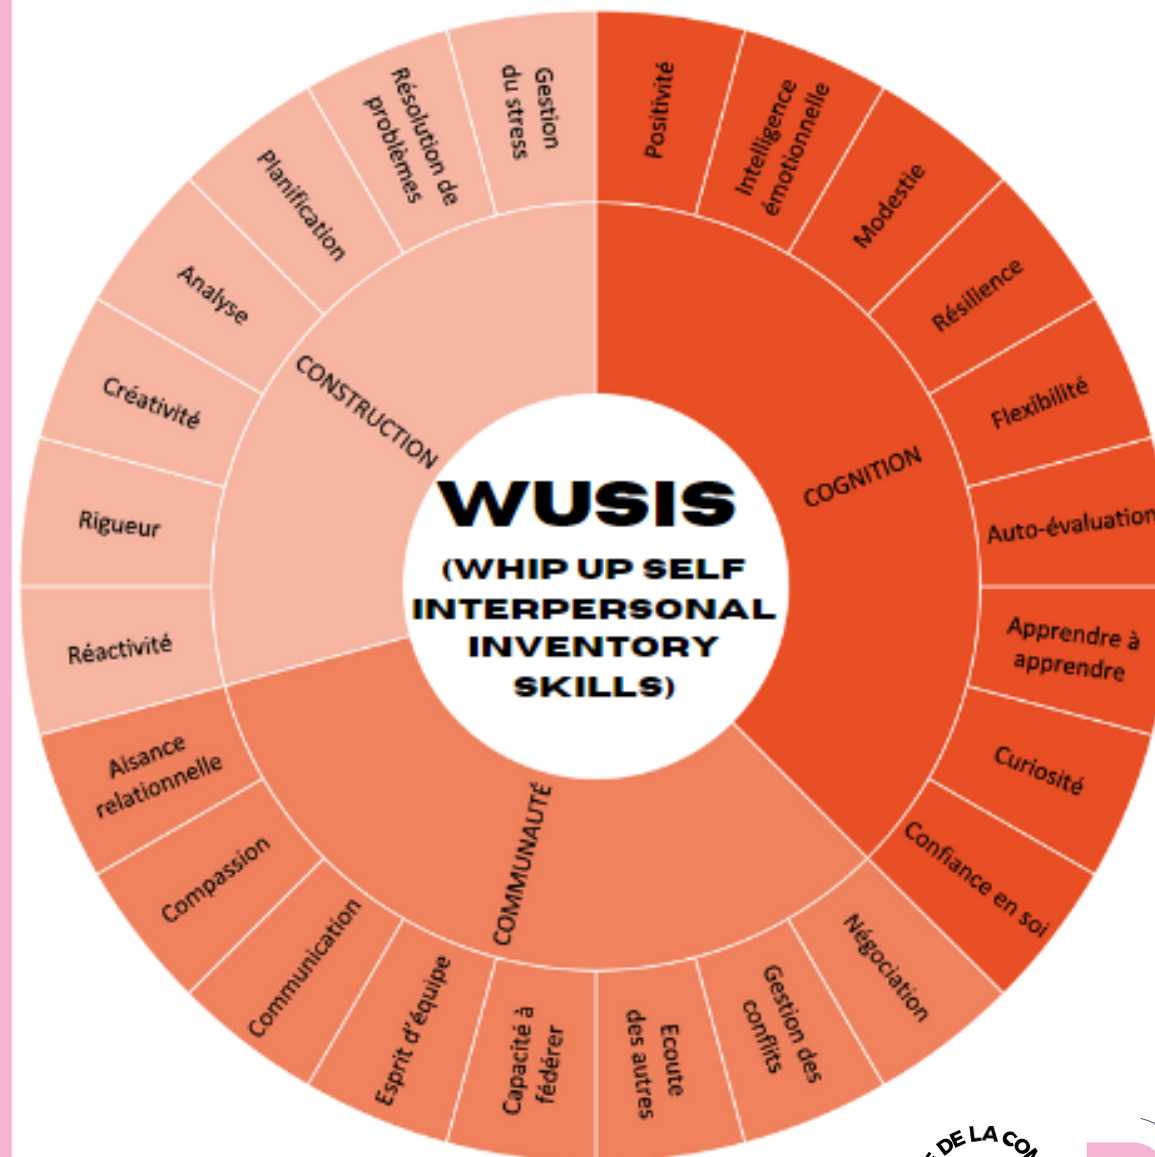 WUSIS
(WHIP UP SELF
INTERPERSONAL
INVENTORY
SKILLS)
COGNITION
Positivité
Intelligence
émotionnelle
Modestie
Résilience
Flexibilité
Auto-évaluation
Apprendre à
apprendre
Curiosité
Confiance en soi
COMMUNAUTÉ
Négociation
Gestion des
conflits
Ecoute
des autres
Capacité à
fédérer
Esprit d'équipe
Communication
Compassion
Aisance
relationnelle
CONSTRUCTION
Réactivité
Rigueur
Créativité
Analyse
Planification
Résolution de
problèmes
Gestion
du stress
DE LA